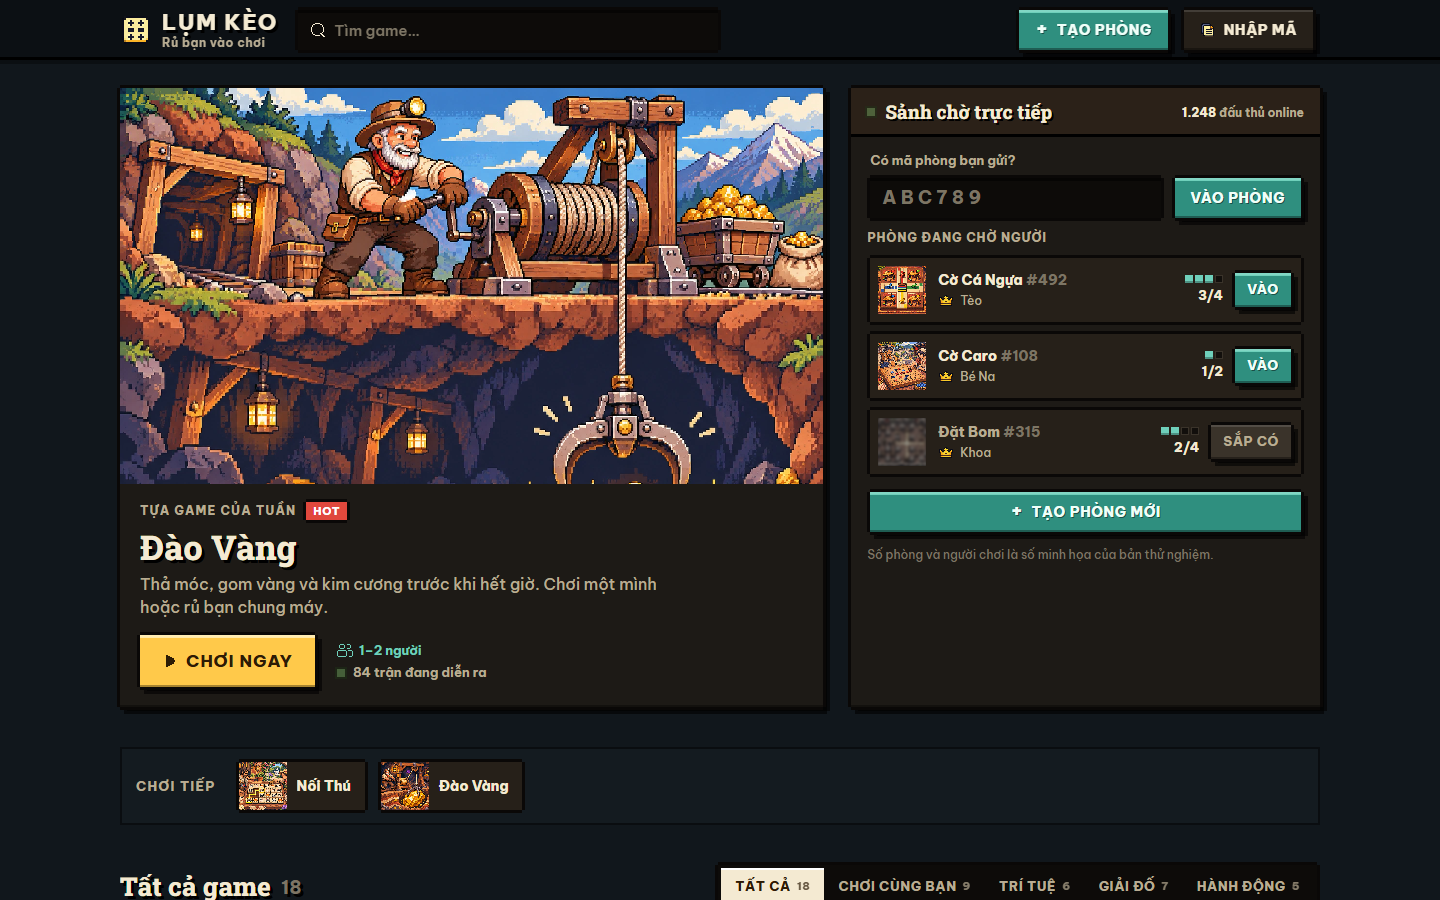 LỤM KÈO
Rủ bạn vào chơi
Tìm game...
+ TẠO PHÒNG
NHẬP MÃ
Sảnh chờ trực tiếp
1.248 đấu thủ online
Có mã phòng bạn gửi?
ABC789
VÀO PHÒNG
PHÒNG ĐANG CHỜ NGƯỜI
Cờ Cá Ngựa #492
Tèo
3/4
VÀO
Cờ Caro #108
Bé Na
1/2
VÀO
Đặt Bom #315
Khoa
2/4
SẮP CÓ
+ TẠO PHÒNG MỚI
Số phòng và người chơi là số minh họa của bản thử nghiệm.
TỰA GAME CỦA TUẦN HOT
Đào Vàng
Thả móc, gom vàng và kim cương trước khi hết giờ. Chơi một mình
hoặc rủ bạn chung máy.
CHƠI NGAY
1–2 người
84 trận đang diễn ra
CHƠI TIẾP
Nối Thú
Đào Vàng
Tất cả game 18
TẤT CẢ 18
CHƠI CÙNG BẠN 9
TRÍ TUỆ 6
GIẢI ĐỐ 7
HÀNH ĐỘNG 5